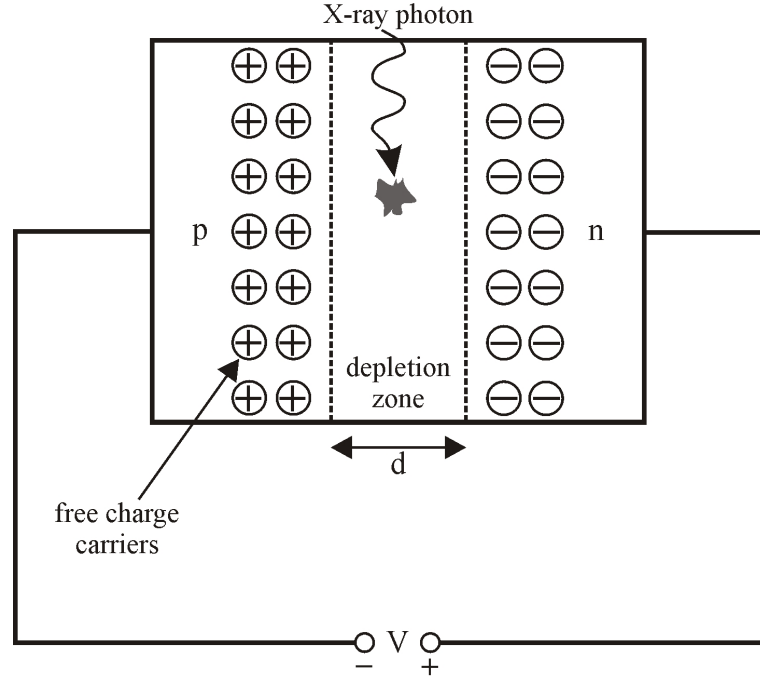 X-ray photon
p
n
depletion
zone
d
free charge
carriers
V
− +